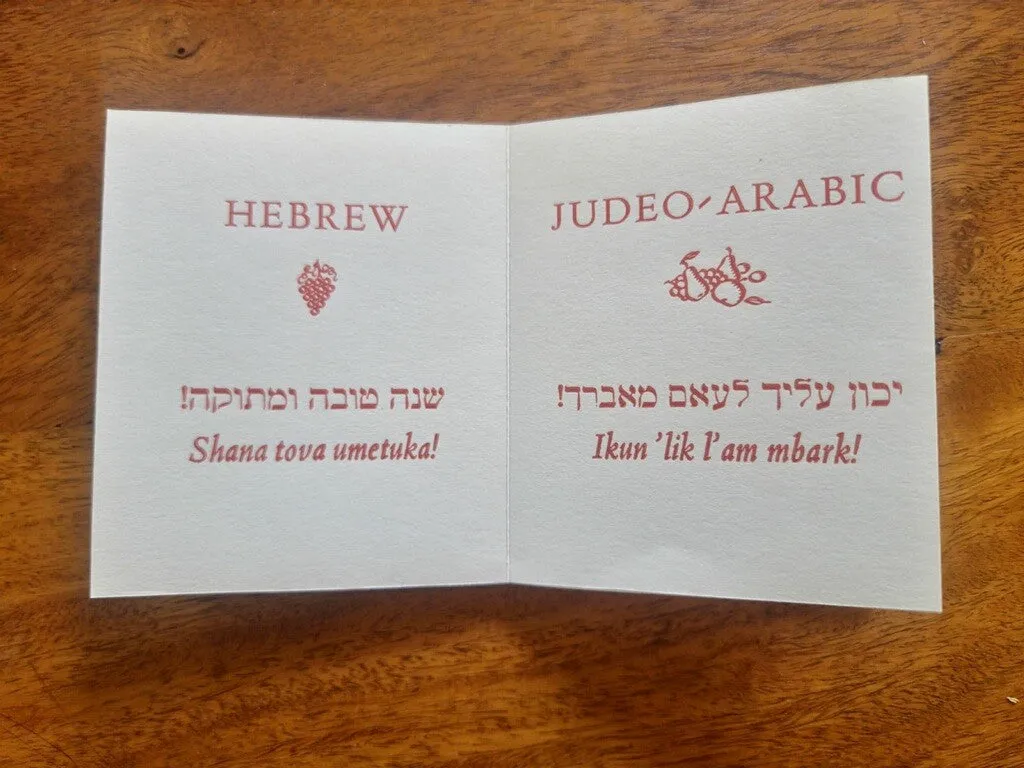 HEBREW
שנה טובה ומתוקה!
Shana tova umetuka!
JUDEO-ARABIC
יכון עליך לעאם מאברך!
Ikun 'lik l'am mbark!